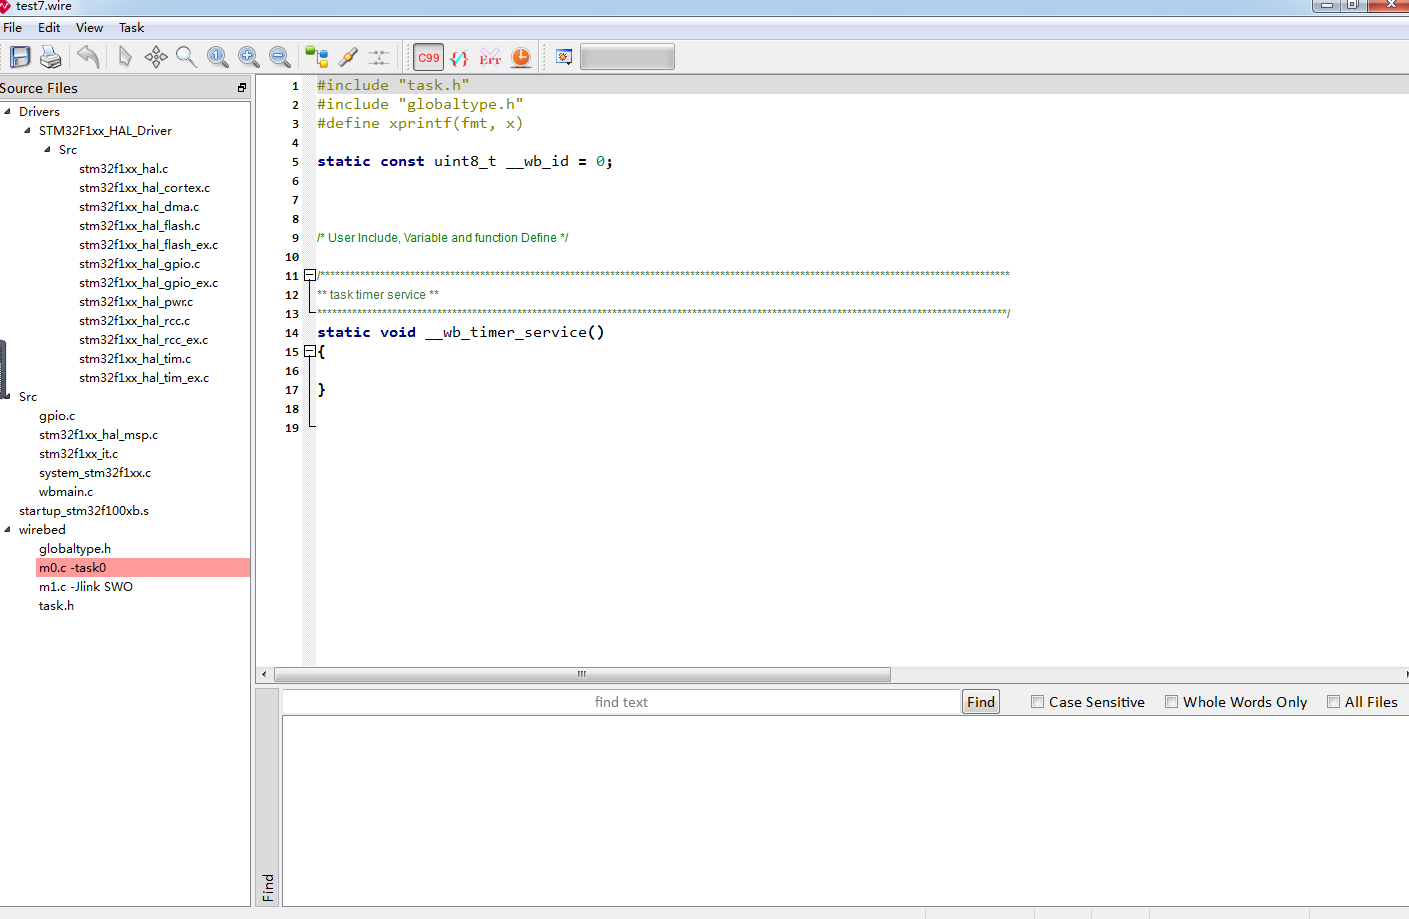 test7.wire
File Edit View Task
1 C99 {/} Err
Source Files
Drivers
STM32F1xx_HAL_Driver
Src
stm32f1xx_hal.c
stm32f1xx_hal_cortex.c
stm32f1xx_hal_dma.c
stm32f1xx_hal_flash.c
stm32f1xx_hal_flash_ex.c
stm32f1xx_hal_gpio.c
stm32f1xx_hal_gpio_ex.c
stm32f1xx_hal_pwr.c
stm32f1xx_hal_rcc.c
stm32f1xx_hal_rcc_ex.c
stm32f1xx_hal_tim.c
stm32f1xx_hal_tim_ex.c
Src
gpio.c
stm32f1xx_hal_msp.c
stm32f1xx_it.c
system_stm32f1xx.c
wbmain.c
startup_stm32f100xb.s
wirebed
globaltype.h
m0.c -task0
m1.c -Jlink SWO
task.h
1 #include "task.h"
2 #include "globaltype.h"
3 #define xprintf(fmt, x)
4
5 static const uint8_t __wb_id = 0;
6
7
8
9 /* User Include, Variable and function Define */
10
11 /******************************************************************************************************************************************
12 ** task timer service **
13 ******************************************************************************************************************************************/
14 static void __wb_timer_service()
15 {
16
17 }
18
19
find text Find Case Sensitive Whole Words Only All Files
Find